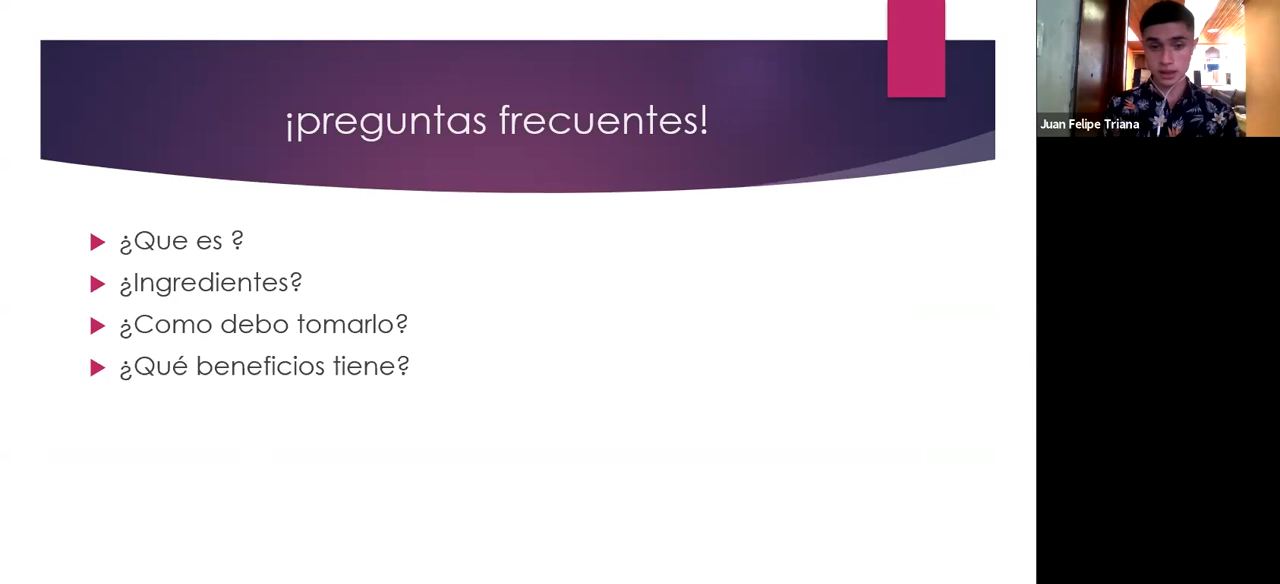 ¡preguntas frecuentes!
¿Que es ?
¿Ingredientes?
¿Como debo tomarlo?
¿Qué beneficios tiene?
Juan Felipe Triana